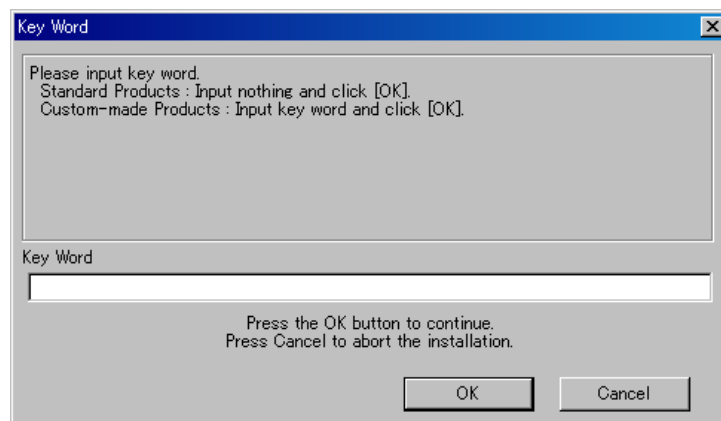 Key Word
Please input key word.
Standard Products : Input nothing and click [OK].
Custom-made Products : Input key word and click [OK].
Key Word
Press the OK button to continue.
Press Cancel to abort the installation.
OK
Cancel